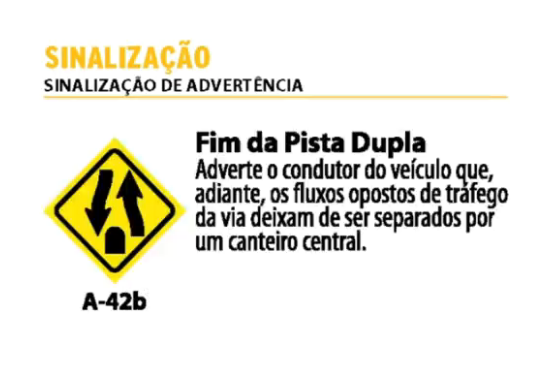 SINALIZAÇÃO
SINALIZAÇÃO DE ADVERTÊNCIA
Fim da Pista Dupla
Adverte o condutor do veículo que,
adiante, os fluxos opostos de tráfego
da via deixam de ser separados por
um canteiro central.
A-42b